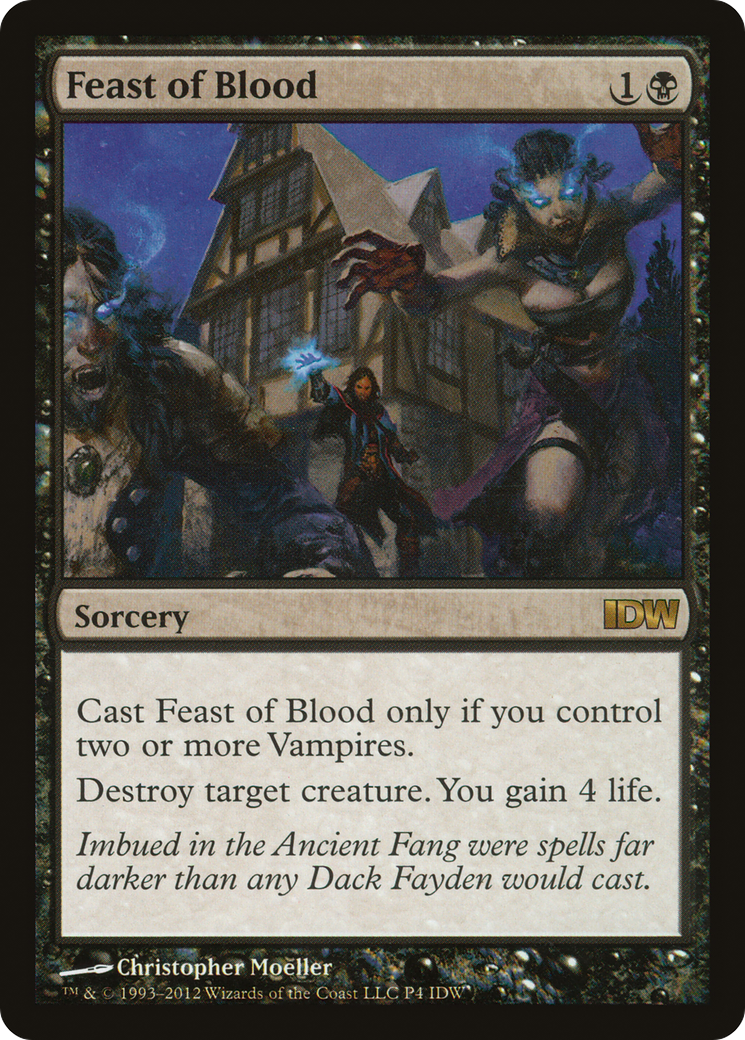 Feast of Blood 1
Sorcery IDW
Cast Feast of Blood only if you control
two or more Vampires.
Destroy target creature. You gain 4 life.
Imbued in the Ancient Fang were spells far
darker than any Dack Fayden would cast.
Christopher Moeller
™ & © 1993–2012 Wizards of the Coast LLC P4 IDW